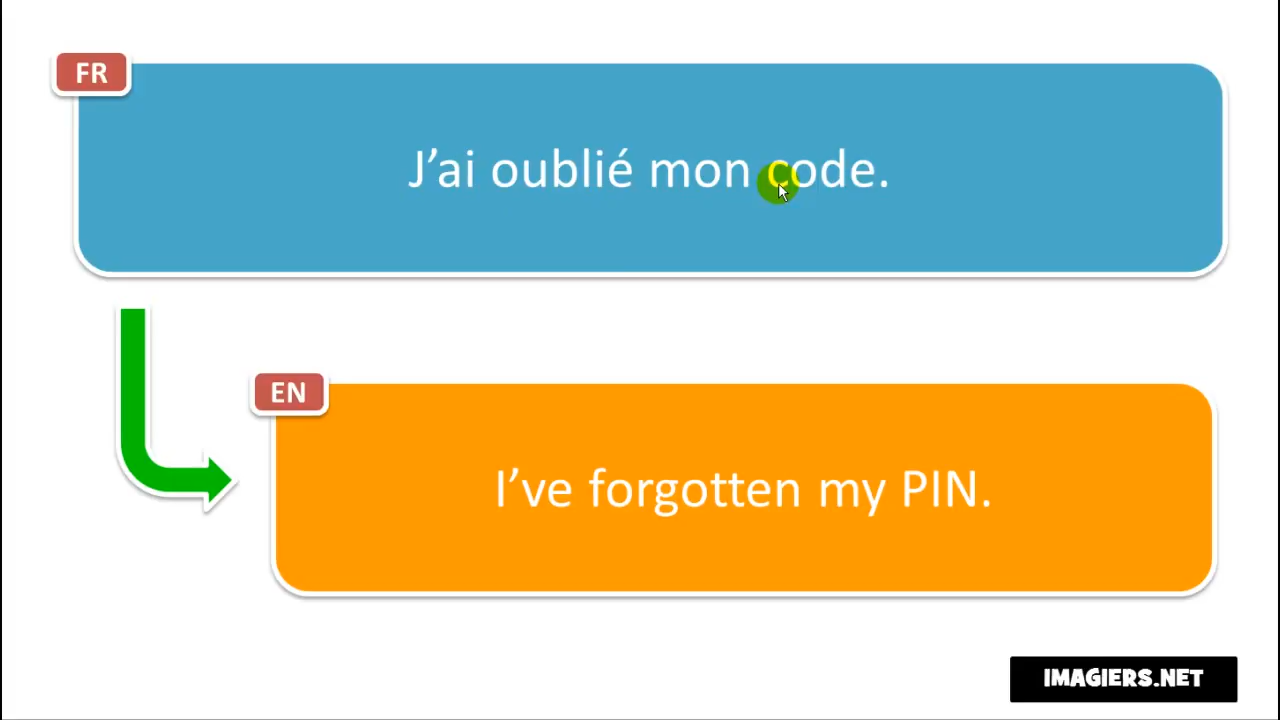 FR
J’ai oublié mon code.
EN
I’ve forgotten my PIN.
IMAGIERS.NET